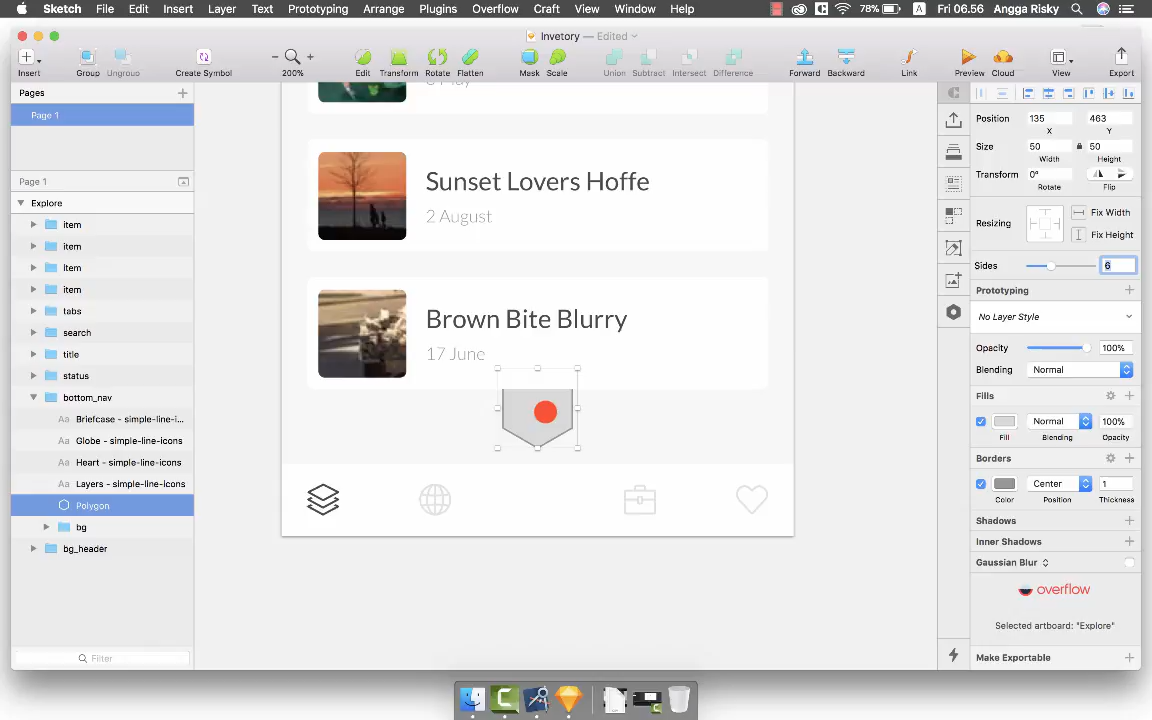 Sketch File Edit Insert Layer Text Prototyping Arrange Plugins Overflow Craft View Window Help 78% Fri 06.56 Angga Risky
Invetory — Edited
200%
Insert Group Ungroup Create Symbol Edit Transform Rotate Flatten Mask Scale Union Subtract Intersect Difference Forward Backward Link Preview Cloud View Export
Pages
Page 1
Page 1
Explore
item
item
item
item
tabs
search
title
status
bottom_nav
Aa Briefcase - simple-line-i...
Aa Globe - simple-line-icons
Aa Heart - simple-line-icons
Aa Layers - simple-line-icons
Polygon
bg
bg_header
Filter
Sunset Lovers Hoffe
2 August
Brown Bite Blurry
17 June
Position 135 463
X Y
Size 50 50
Width Height
Transform 0°
Rotate Flip
Resizing Fix Width
Fix Height
Sides 6
Prototyping
No Layer Style
Opacity 100%
Blending Normal
Fills
Normal 100%
Fill Blending Opacity
Borders
Center 1
Color Position Thickness
Shadows
Inner Shadows
Gaussian Blur
overflow
Selected artboard: "Explore"
Make Exportable